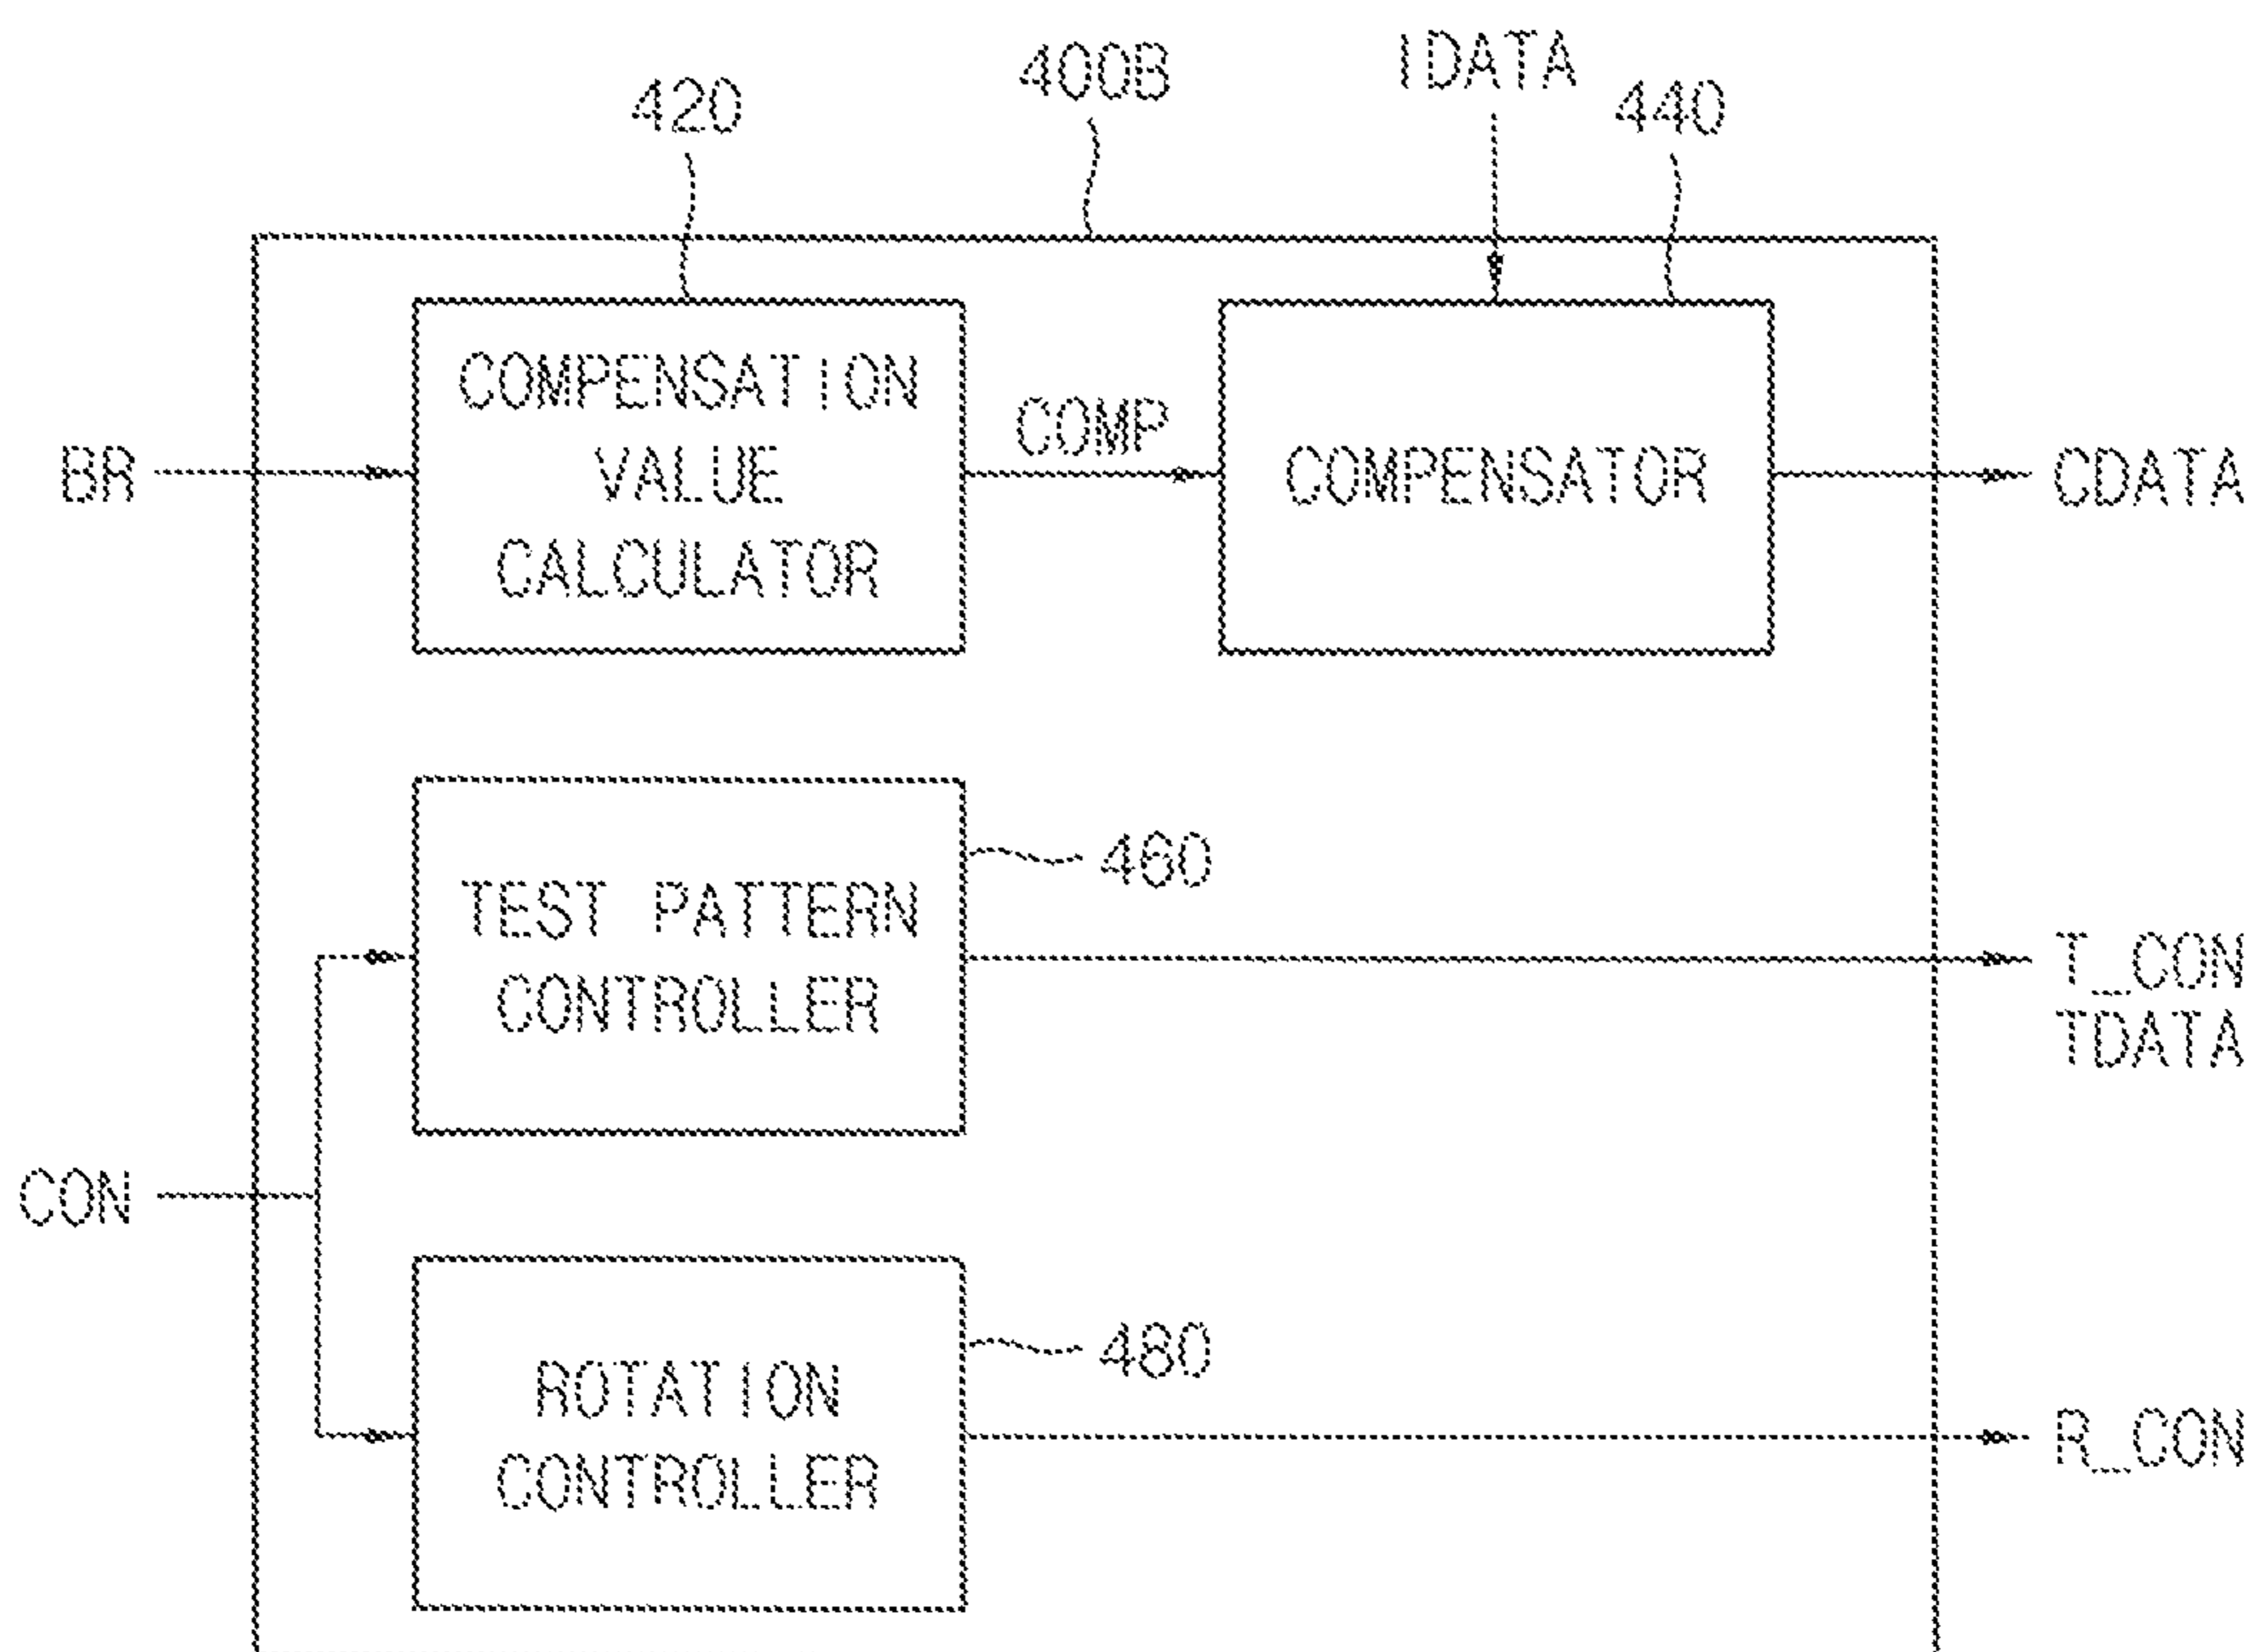 420
400B
IDATA
440
COMPENSATION
VALUE
CALCULATOR
BR
COMP
COMPENSATOR
CDATA
TEST PATTERN
CONTROLLER
460
T_CON
TDATA
CON
ROTATION
CONTROLLER
480
R_CON